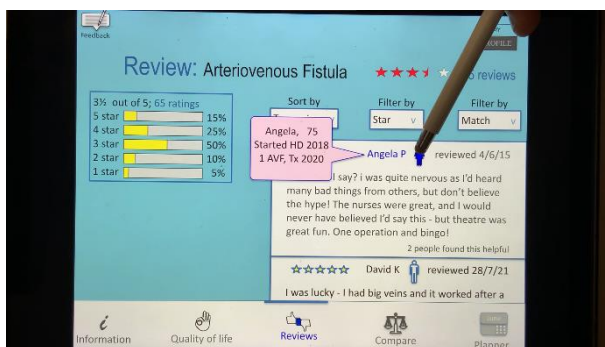 Feedback
OFILE
Review: Arteriovenous Fistula
reviews
3½ out of 5; 65 ratings
5 star 15%
4 star 25%
3 star 50%
2 star 10%
1 star 5%
Sort by
Filter by
Star v
Filter by
Match v
Angela, 75
Started HD 2018
1 AVF, Tx 2020
Angela P reviewed 4/6/15
I say? i was quite nervous as I'd heard
many bad things from others, but don't believe
the hype! The nurses were great, and I would
never have believed I'd say this - but theatre was
great fun. One operation and bingo!
2 people found this helpful
David K reviewed 28/7/21
I was lucky - I had big veins and it worked after a
i
Information
Quality of life
Reviews
Compare
Planner